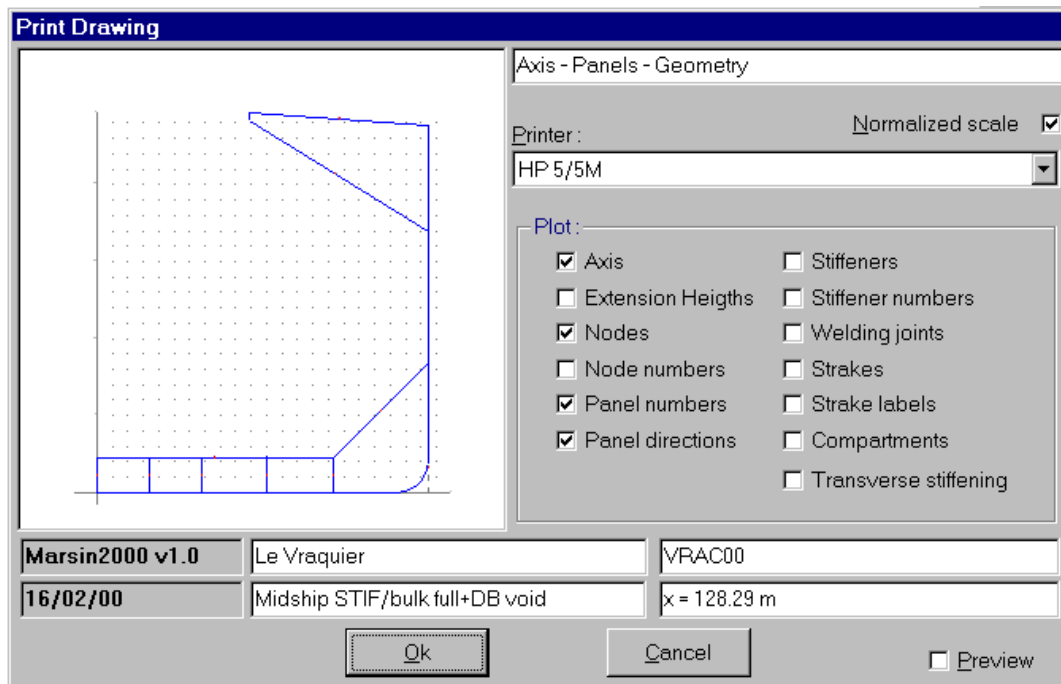 Print Drawing
Axis - Panels - Geometry
Printer :
Normalized scale
HP 5/5M
Plot :
Axis
Stiffeners
Extension Heigths
Stiffener numbers
Nodes
Welding joints
Node numbers
Strakes
Panel numbers
Strake labels
Panel directions
Compartments
Transverse stiffening
Marsin2000 v1.0
Le Vraquier
VRAC00
16/02/00
Midship STIF/bulk full+DB void
x = 128.29 m
Ok
Cancel
Preview